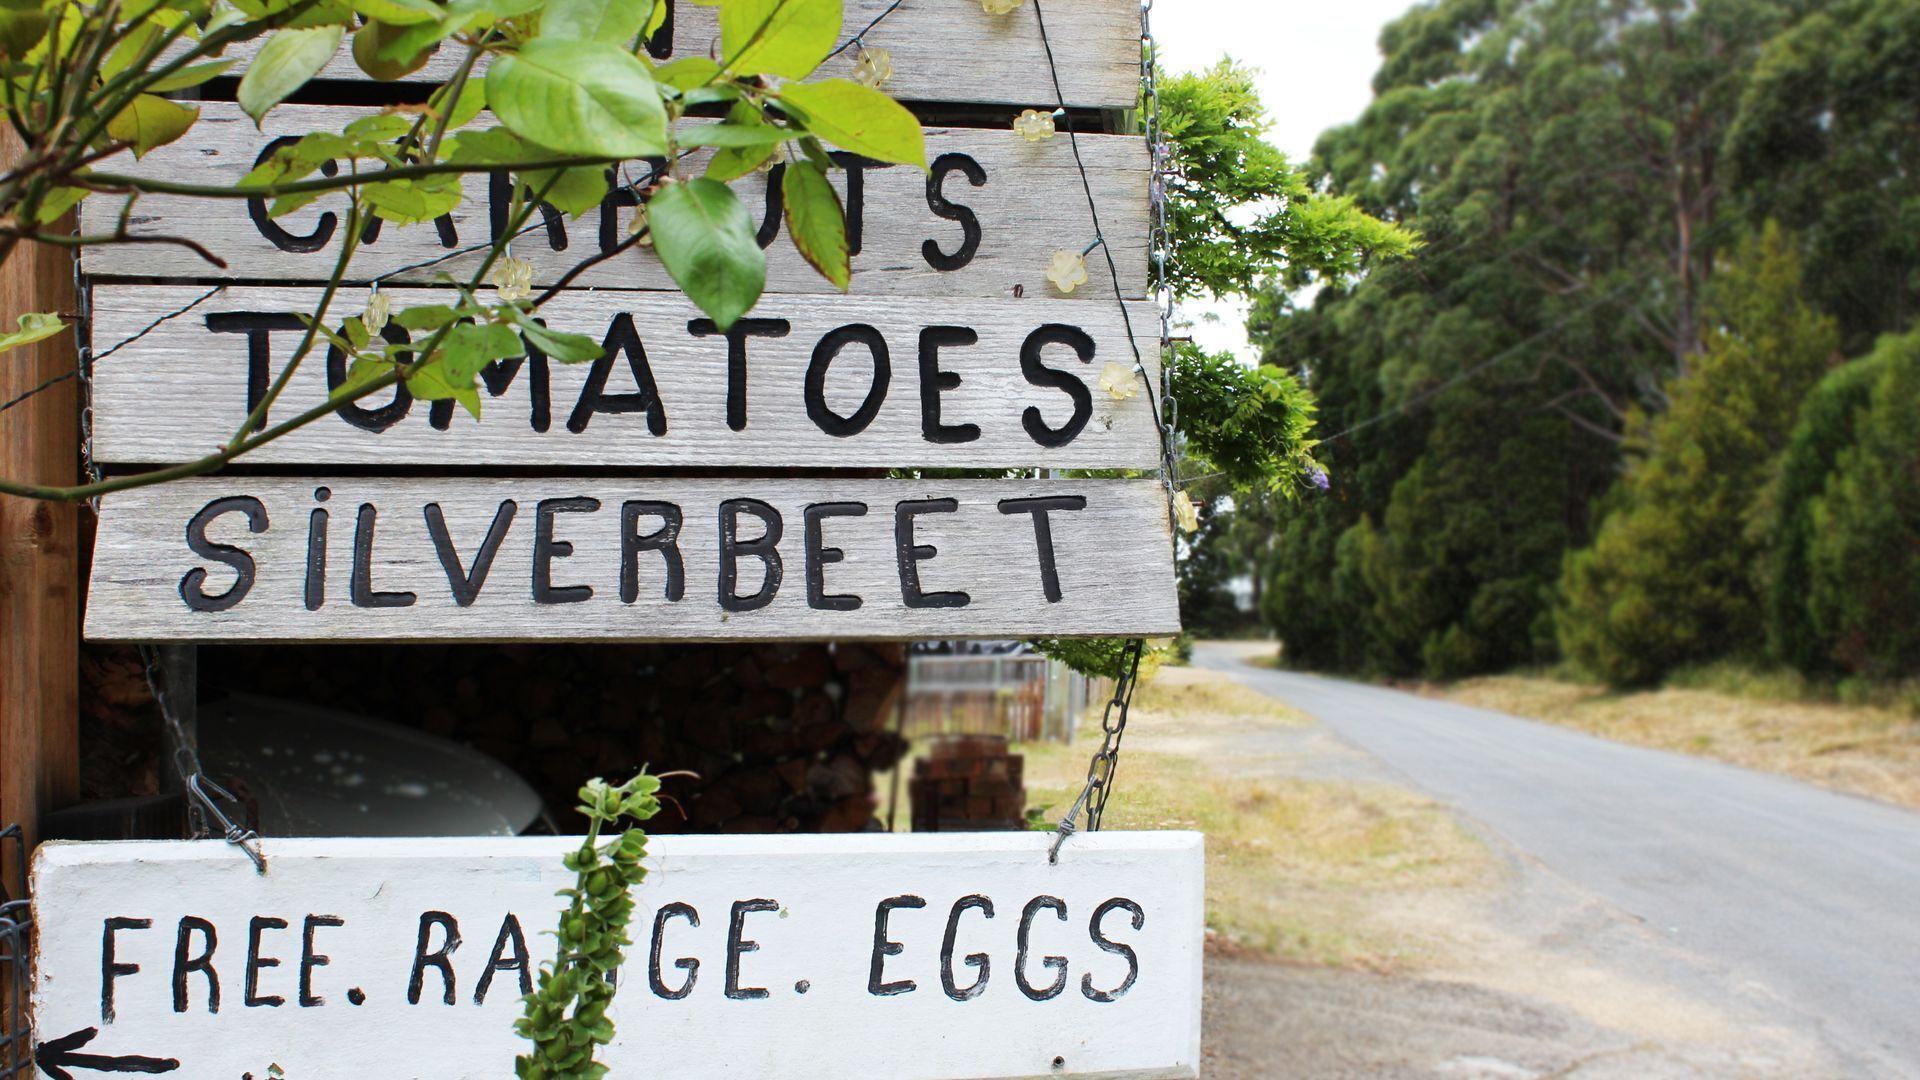 CARROTS
TOMATOES
SiLVERBEET
FREE. RANGE. EGGS